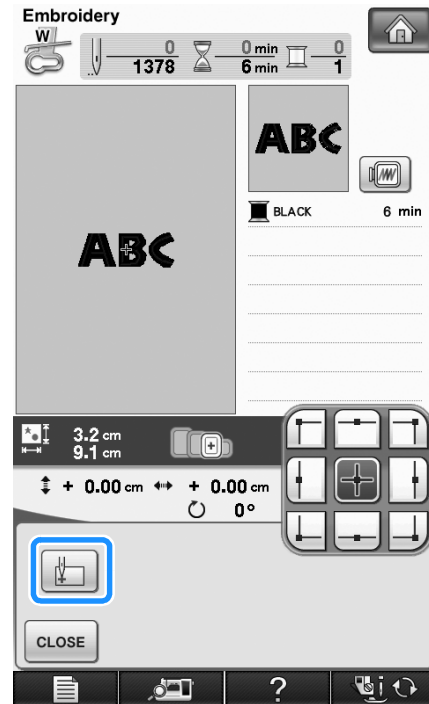 Embroidery
W
0 0 min 0
1378 6 min 1
ABC
BLACK 6 min
ABC
3.2 cm
9.1 cm
+ 0.00 cm + 0.00 cm
0°
CLOSE
? i